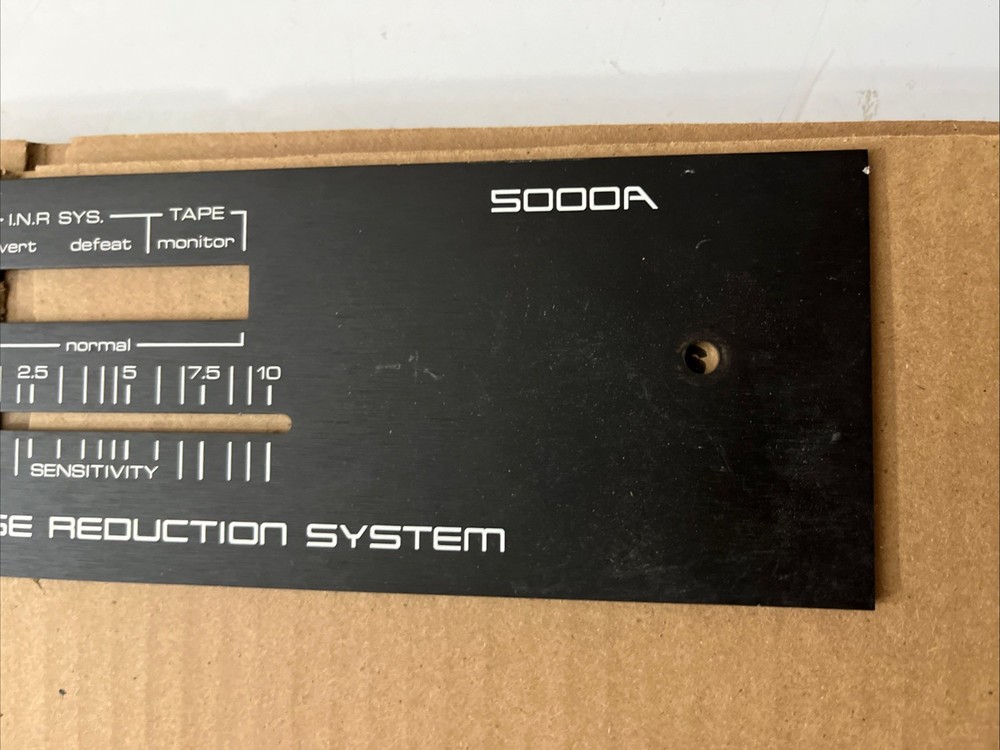 5000A
I.N.R SYS. TAPE
vert defeat monitor
normal
2.5 5 7.5 10
SENSITIVITY
SE REDUCTION SYSTEM